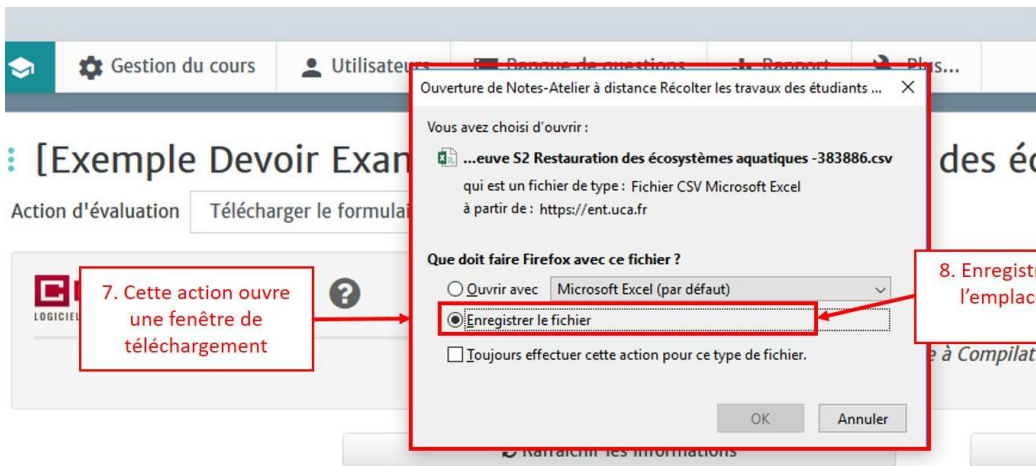 Gestion du cours Utilisateurs Banque de questions Rapport Plus...
Ouverture de Notes-Atelier à distance Récolter les travaux des étudiants ...
Vous avez choisi d'ouvrir :
...euve S2 Restauration des écosystèmes aquatiques -383886.csv
qui est un fichier de type : Fichier CSV Microsoft Excel
à partir de : https://ent.uca.fr
[Exemple Devoir Exan des éc
Action d'évaluation Télécharger le formulai
Que doit faire Firefox avec ce fichier ?
Ouvrir avec Microsoft Excel (par défaut)
Enregistrer le fichier
Toujours effectuer cette action pour ce type de fichier.
OK Annuler
7. Cette action ouvre
une fenêtre de
téléchargement
8. Enregistr
l'emplace
LOGICIEL
e à Compilat
Rafraichir les informations